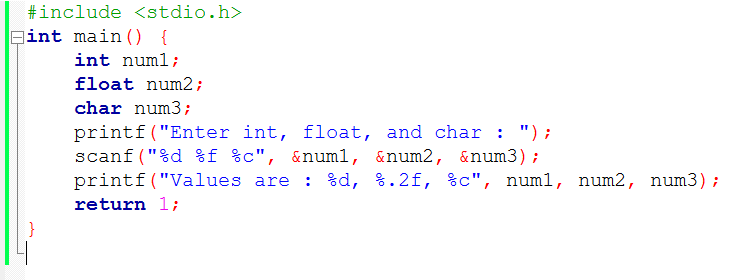 #include <stdio.h>
int main() {
int num1;
float num2;
char num3;
printf("Enter int, float, and char : ");
scanf("%d %f %c", &num1, &num2, &num3);
printf("Values are : %d, %.2f, %c", num1, num2, num3);
return 1;
}